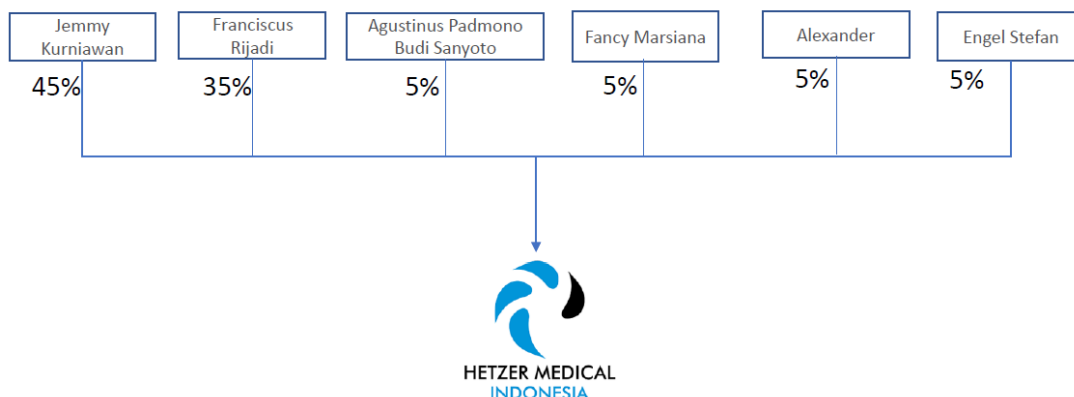 Jemmy
Kurniawan
Franciscus
Rijadi
Agustinus Padmono
Budi Sanyoto
Fancy Marsiana
Alexander
Engel Stefan
45%
35%
5%
5%
5%
5%
HETZER MEDICAL
INDONESIA